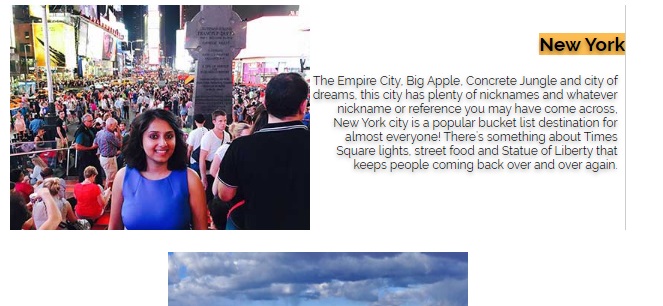 New York
The Empire City, Big Apple, Concrete Jungle and city of
dreams, this city has plenty of nicknames and whatever
nickname or reference you may have come across,
New York city is a popular bucket list destination for
almost everyone! There's something about Times
Square lights, street food and Statue of Liberty that
keeps people coming back over and over again.